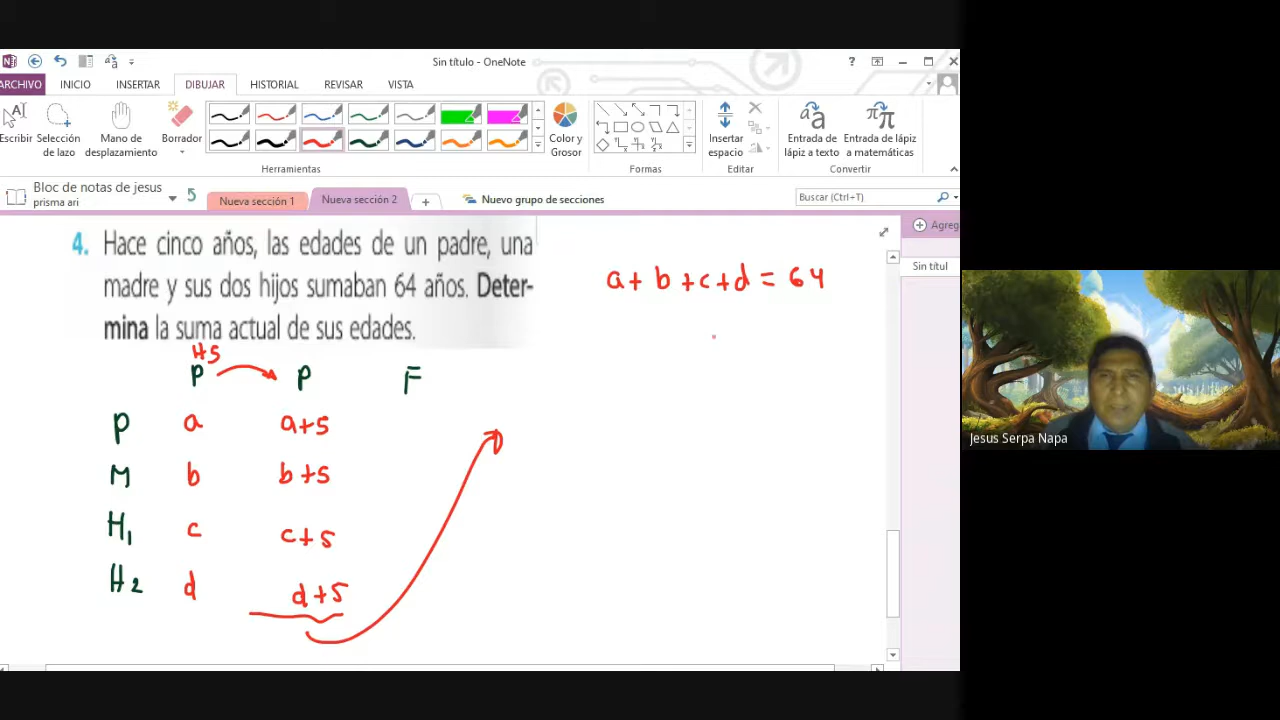 Sin título - OneNote
ARCHIVO INICIO INSERTAR DIBUJAR HISTORIAL REVISAR VISTA
Escribir
Selección de lazo
Mano de desplazamiento
Borrador
Color y Grosor
Insertar espacio
Entrada de lápiz a texto
Entrada de lápiz a matemáticas
Herramientas Formas Editar Convertir
Bloc de notas de jesus
prisma ari
Nueva sección 1 Nueva sección 2 + Nuevo grupo de secciones
Buscar (Ctrl+T)
Agreg
Sin títul
4. Hace cinco años, las edades de un padre, una
madre y sus dos hijos sumaban 64 años. Deter-
mina la suma actual de sus edades.
a + b + c + d = 64
H5
P P F
P a a+5
M b b+5
H1 c c+5
H2 d d+5
Jesus Serpa Napa